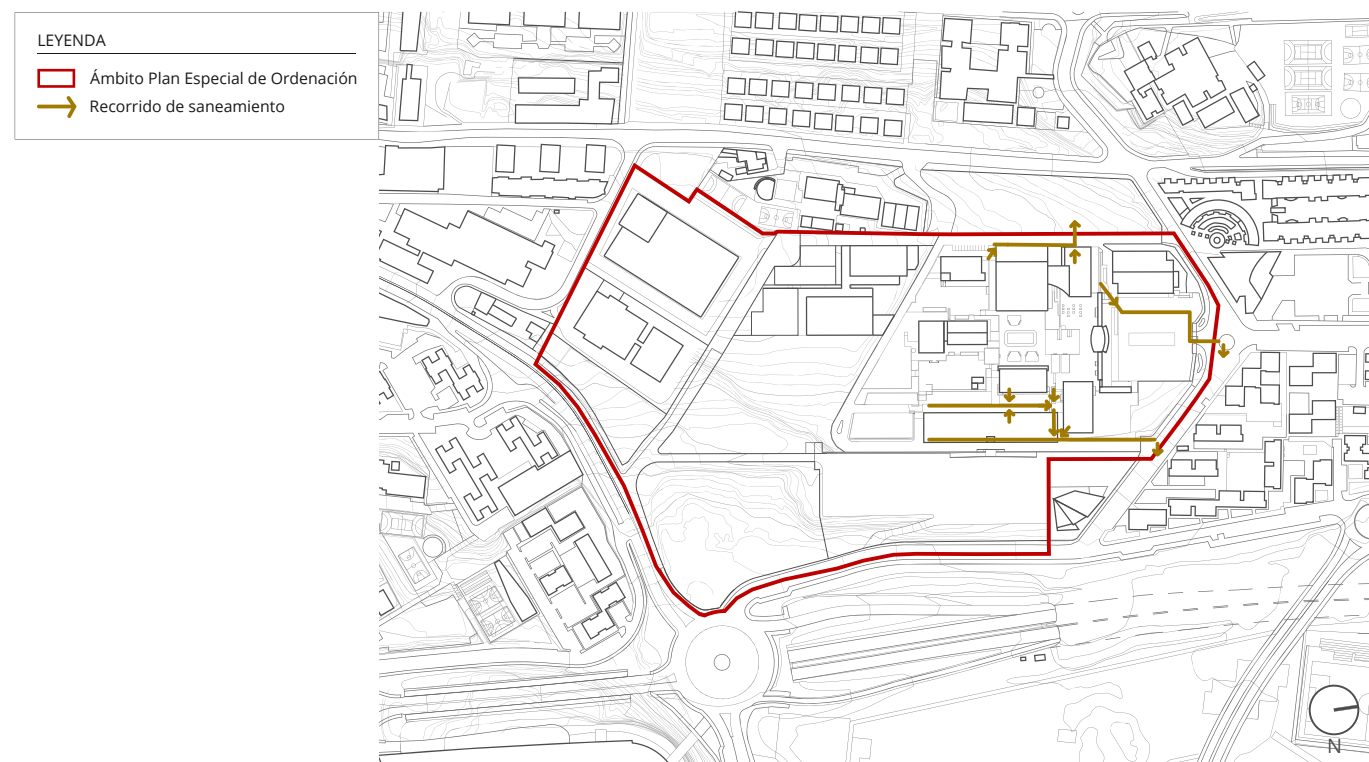 LEYENDA
Ámbito Plan Especial de Ordenación
Recorrido de saneamiento
N